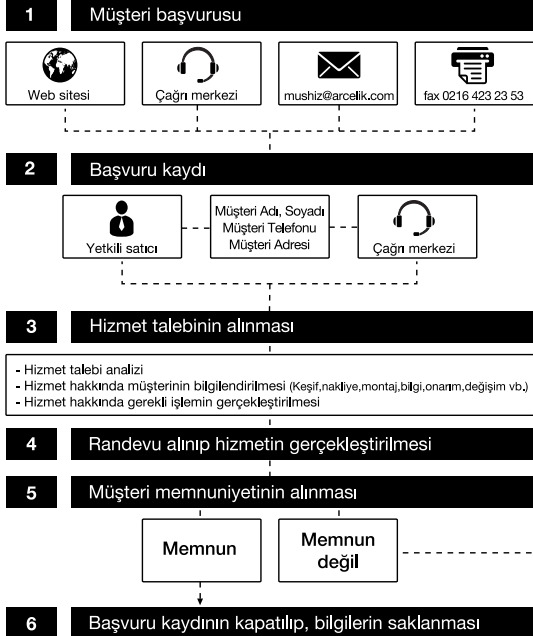 1 Müşteri başvurusu
Web sitesi
Çağrı merkezi
mushiz@arcelik.com
fax 0216 423 23 53
2 Başvuru kaydı
Yetkili satıcı
Müşteri Adı, Soyadı
Müşteri Telefonu
Müşteri Adresi
Çağrı merkezi
3 Hizmet talebinin alınması
- Hizmet talebi analizi
- Hizmet hakkında müşterinin bilgilendirilmesi (Keşif,nakliye,montaj,bilgi,onarım,değişim vb.)
- Hizmet hakkında gerekli işlemin gerçekleştirilmesi
4 Randevu alınıp hizmetin gerçekleştirilmesi
5 Müşteri memnuniyetinin alınması
Memnun
Memnun
değil
6 Başvuru kaydının kapatılıp, bilgilerin saklanması